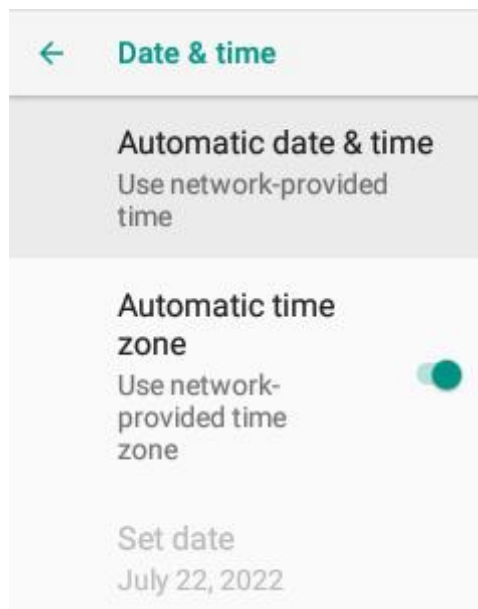 Date & time
Automatic date & time
Use network-provided
time
Automatic time
zone
Use network-
provided time
zone
Set date
July 22, 2022